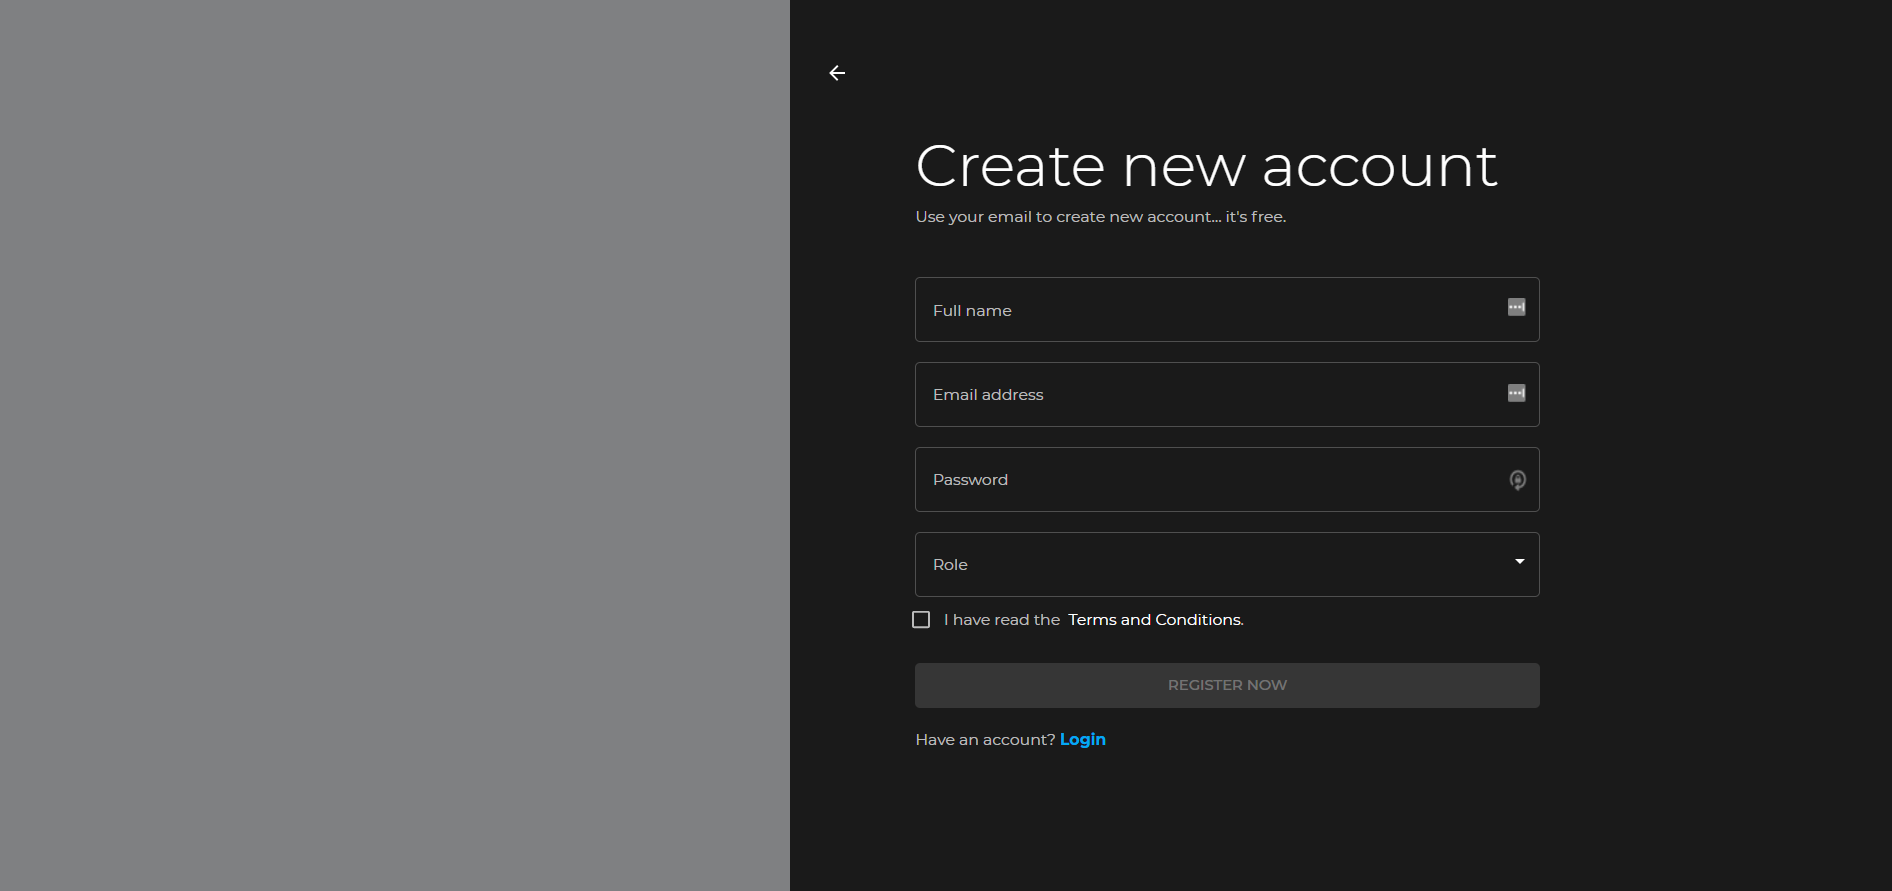 Create new account
Use your email to create new account... it's free.
Full name
Email address
Password
Role
I have read the Terms and Conditions.
REGISTER NOW
Have an account? Login